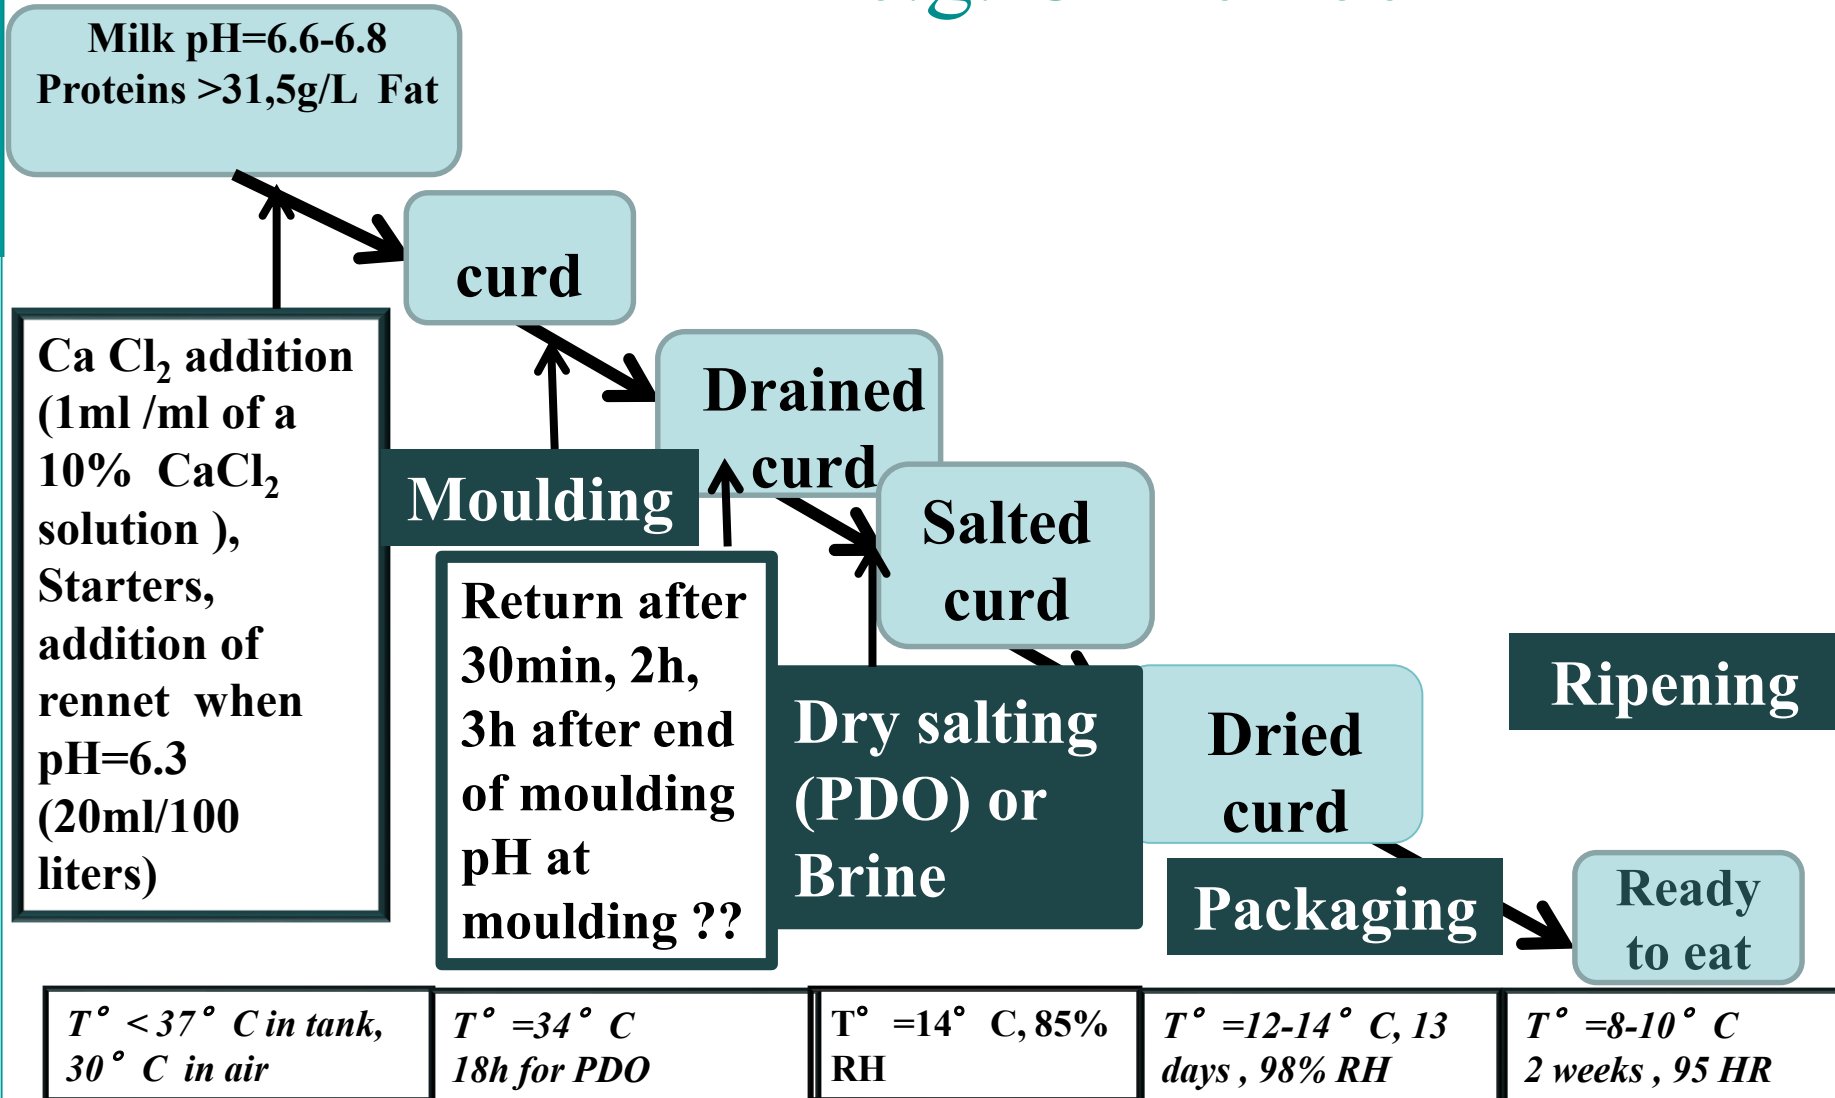 Milk pH=6.6-6.8
Proteins >31,5g/L Fat
curd
Ca Cl₂ addition
(1ml /ml of a
10% CaCl₂
solution ),
Starters,
addition of
rennet when
pH=6.3
(20ml/100
liters)
Drained
curd
Moulding
Salted
curd
Return after
30min, 2h,
3h after end
of moulding
pH at
moulding ??
Ripening
Dry salting
(PDO) or
Brine
Dried
curd
Packaging
Ready
to eat
T° < 37° C in tank,
30° C in air
T° =34° C
18h for PDO
T° =14° C, 85%
RH
T° =12-14° C, 13
days , 98% RH
T° =8-10° C
2 weeks , 95 HR